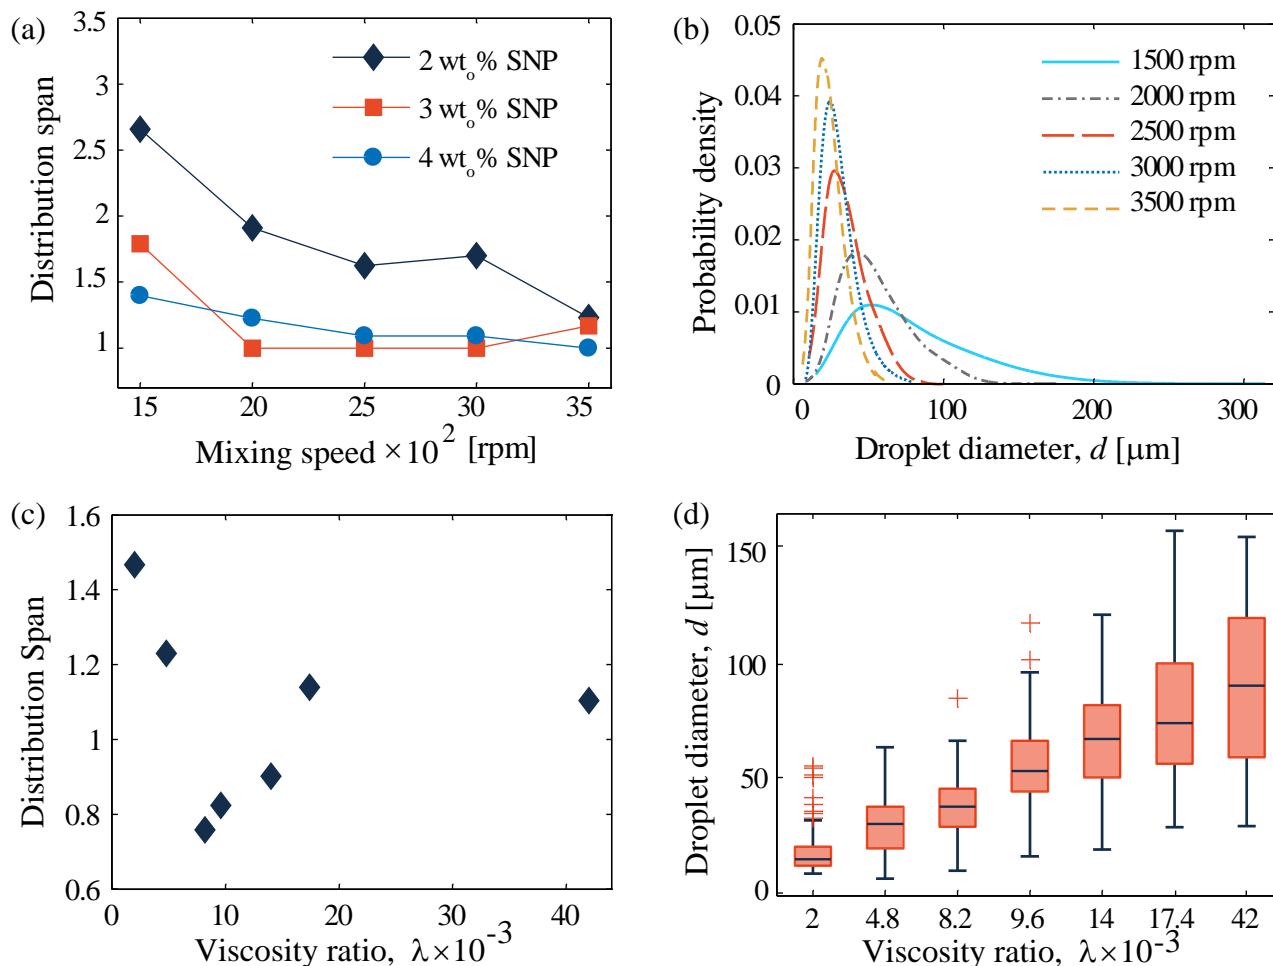 (a)
3.5
3
2.5
2
1.5
1
Distribution span
2 wt₀% SNP
3 wt₀% SNP
4 wt₀% SNP
15 20 25 30 35
Mixing speed ×10² [rpm]
(b)
0.05
0.04
0.03
0.02
0.01
0
Probability density
1500 rpm
2000 rpm
2500 rpm
3000 rpm
3500 rpm
0 100 200 300
Droplet diameter, d [μm]
(c)
1.6
1.4
1.2
1
0.8
0.6
Distribution Span
0 10 20 30 40
Viscosity ratio, λ×10⁻³
(d)
150
100
50
0
Droplet diameter, d [μm]
2 4.8 8.2 9.6 14 17.4 42
Viscosity ratio, λ×10⁻³